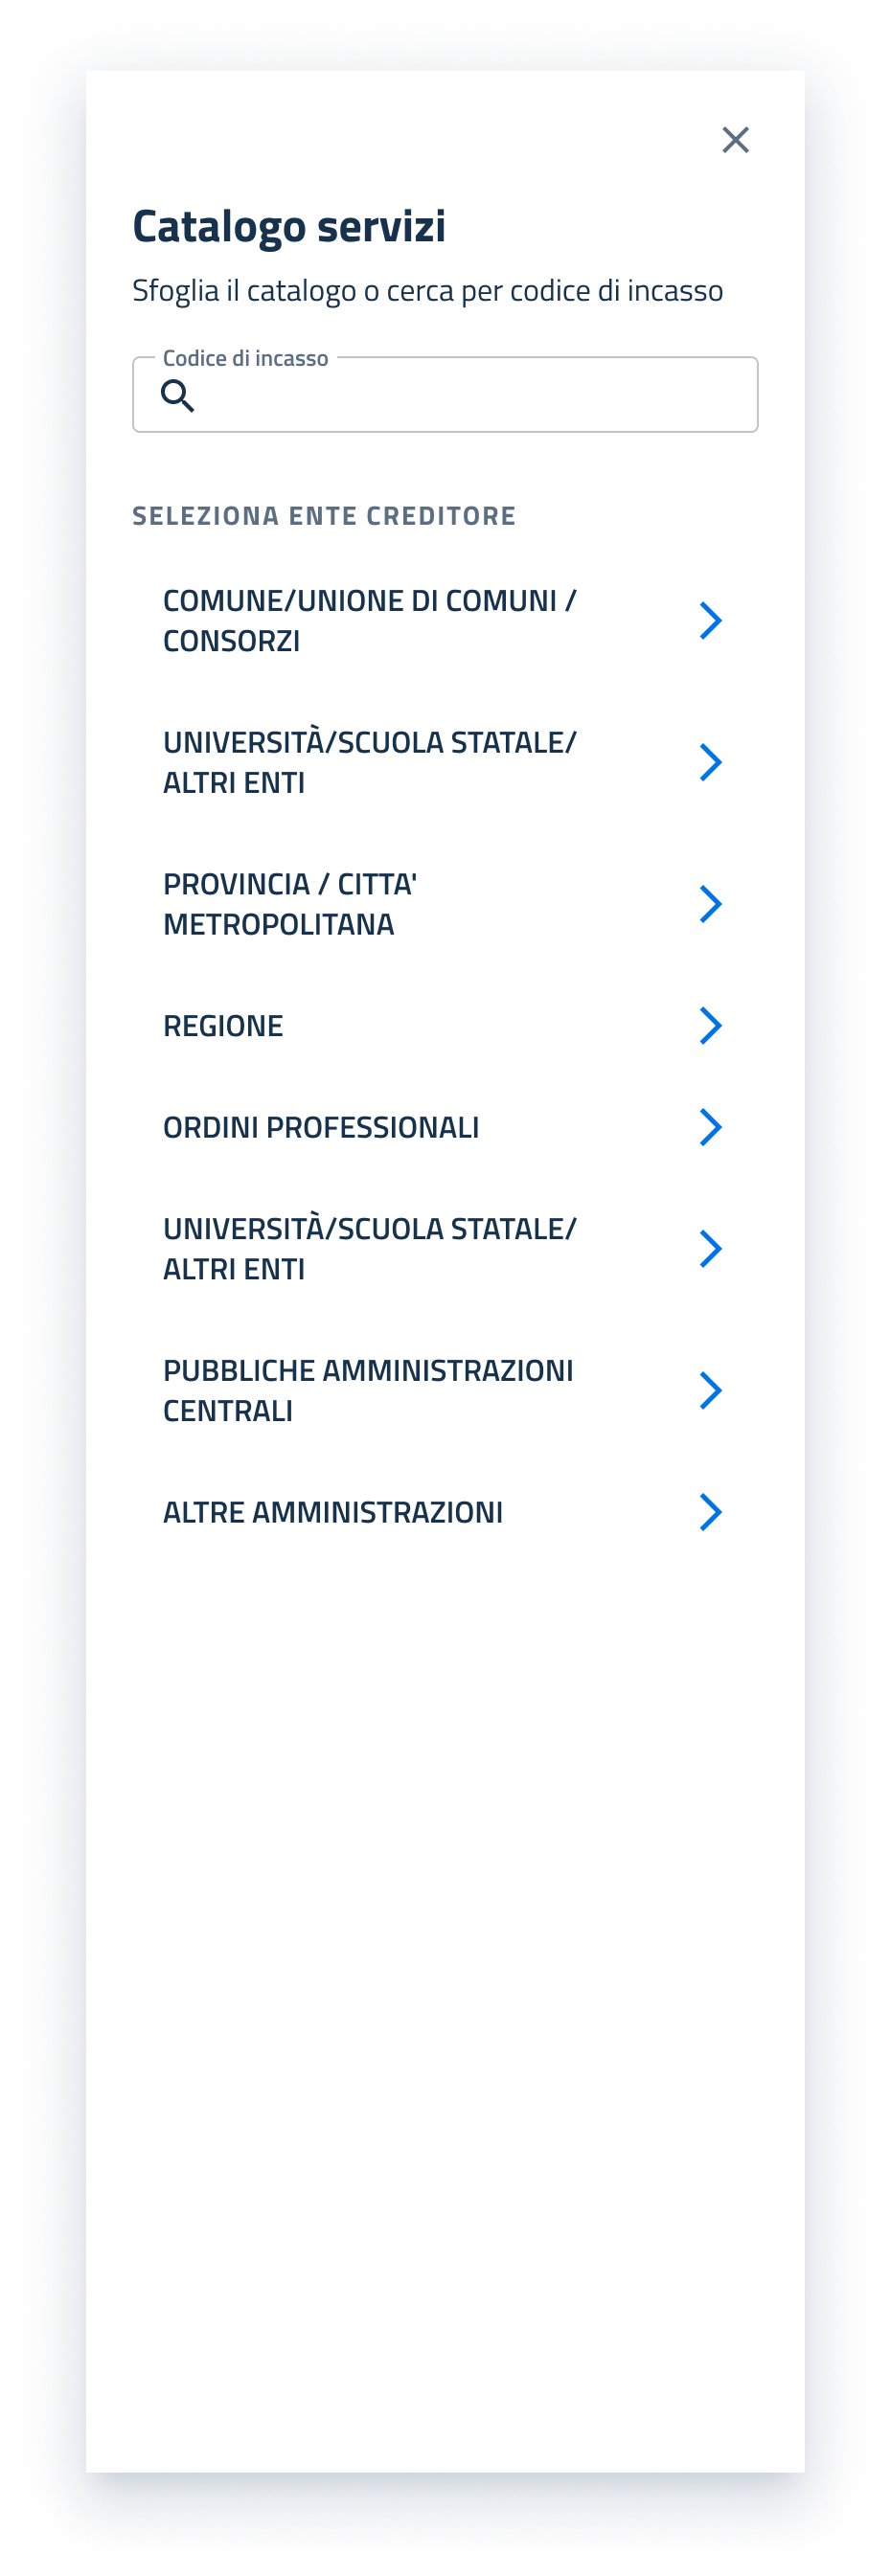 Catalogo servizi
Sfoglia il catalogo o cerca per codice di incasso
Codice di incasso
SELEZIONA ENTE CREDITORE
COMUNE/UNIONE DI COMUNI /
CONSORZI
UNIVERSITÀ/SCUOLA STATALE/
ALTRI ENTI
PROVINCIA / CITTA'
METROPOLITANA
REGIONE
ORDINI PROFESSIONALI
UNIVERSITÀ/SCUOLA STATALE/
ALTRI ENTI
PUBBLICHE AMMINISTRAZIONI
CENTRALI
ALTRE AMMINISTRAZIONI